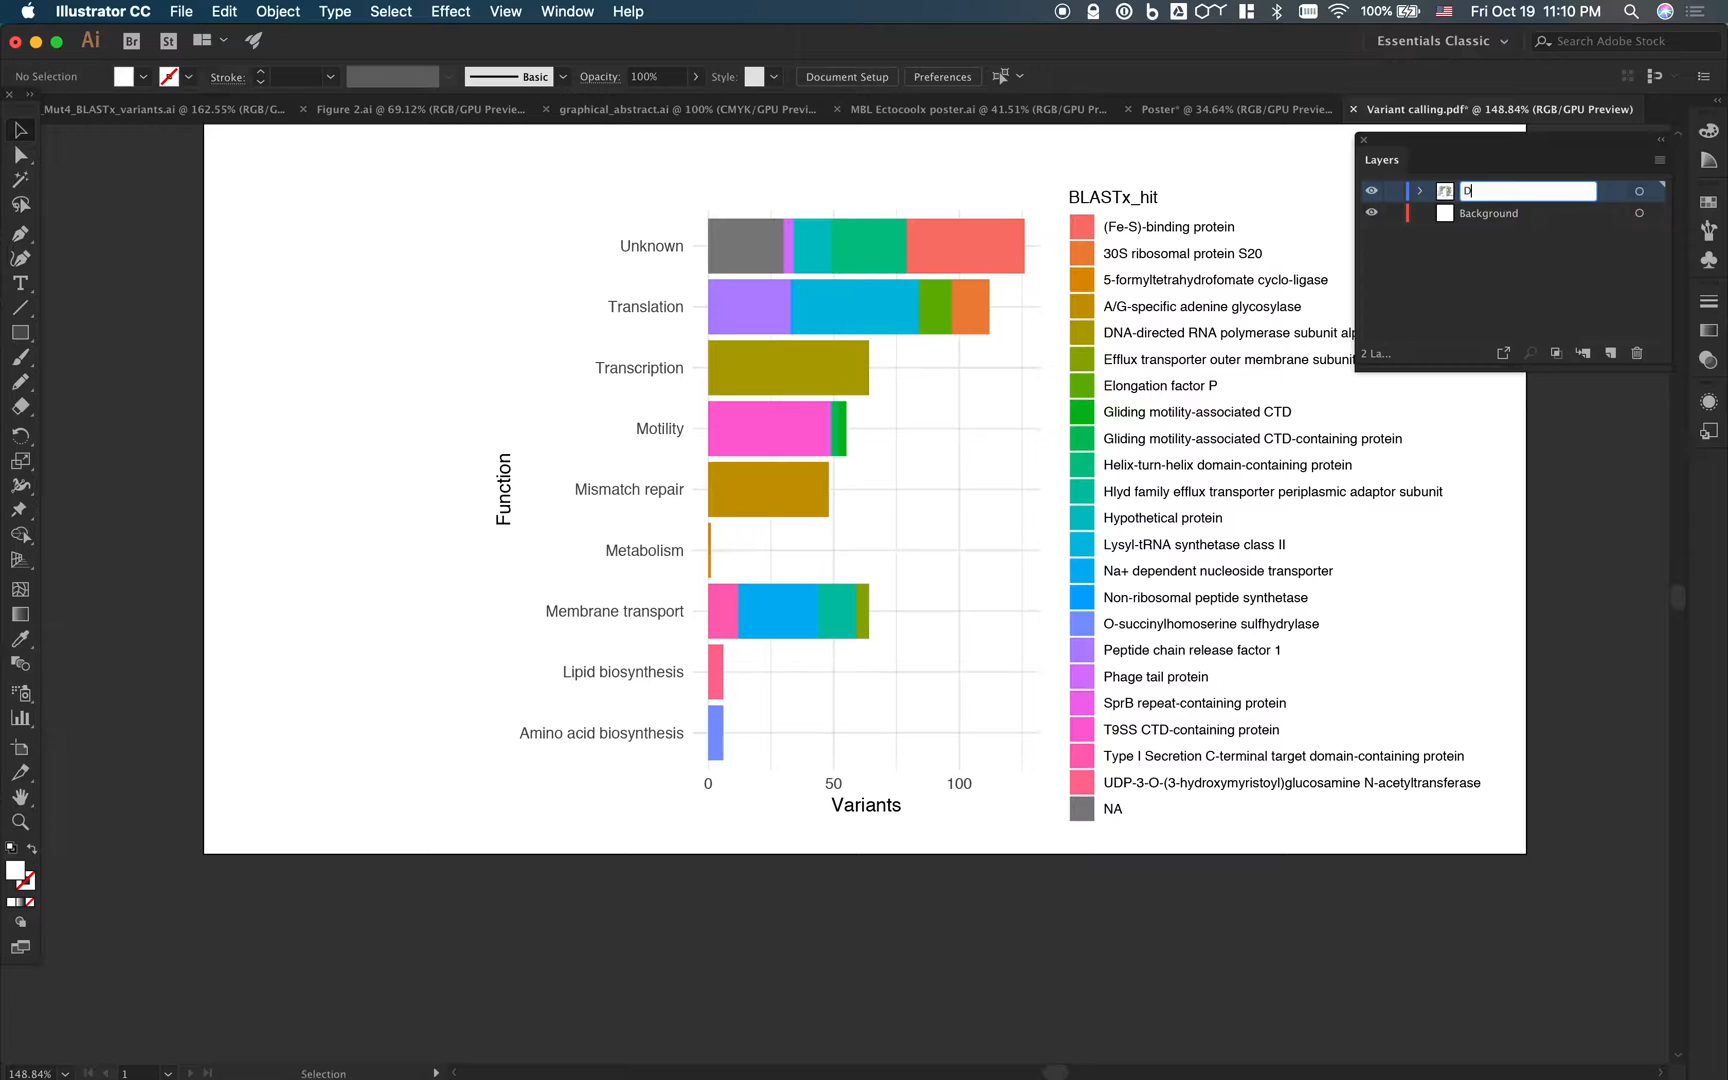 Illustrator CC File Edit Object Type Select Effect View Window Help 100% Fri Oct 19 11:10 PM
Ai Br St Essentials Classic Search Adobe Stock
No Selection Stroke: Basic Opacity: 100% Style: Document Setup Preferences
_Mut4_BLASTx_variants.ai @ 162.55% (RGB/G... Figure 2.ai @ 69.12% (RGB/GPU Previe... graphical_abstract.ai @ 100% (CMYK/GPU Previ... MBL Ectocoolx poster.ai @ 41.51% (RGB/GPU Pr... Poster* @ 34.64% (RGB/GPU Previe... Variant calling.pdf* @ 148.84% (RGB/GPU Preview)
Layers
D
Background
2 La...
BLASTx_hit
(Fe-S)-binding protein
30S ribosomal protein S20
5-formyltetrahydrofomate cyclo-ligase
A/G-specific adenine glycosylase
DNA-directed RNA polymerase subunit alp
Efflux transporter outer membrane subunit
Elongation factor P
Gliding motility-associated CTD
Gliding motility-associated CTD-containing protein
Helix-turn-helix domain-containing protein
Hlyd family efflux transporter periplasmic adaptor subunit
Hypothetical protein
Lysyl-tRNA synthetase class II
Na+ dependent nucleoside transporter
Non-ribosomal peptide synthetase
O-succinylhomoserine sulfhydrylase
Peptide chain release factor 1
Phage tail protein
SprB repeat-containing protein
T9SS CTD-containing protein
Type I Secretion C-terminal target domain-containing protein
UDP-3-O-(3-hydroxymyristoyl)glucosamine N-acetyltransferase
NA
Function
Unknown
Translation
Transcription
Motility
Mismatch repair
Metabolism
Membrane transport
Lipid biosynthesis
Amino acid biosynthesis
0 50 100
Variants
148.84% 1 Selection